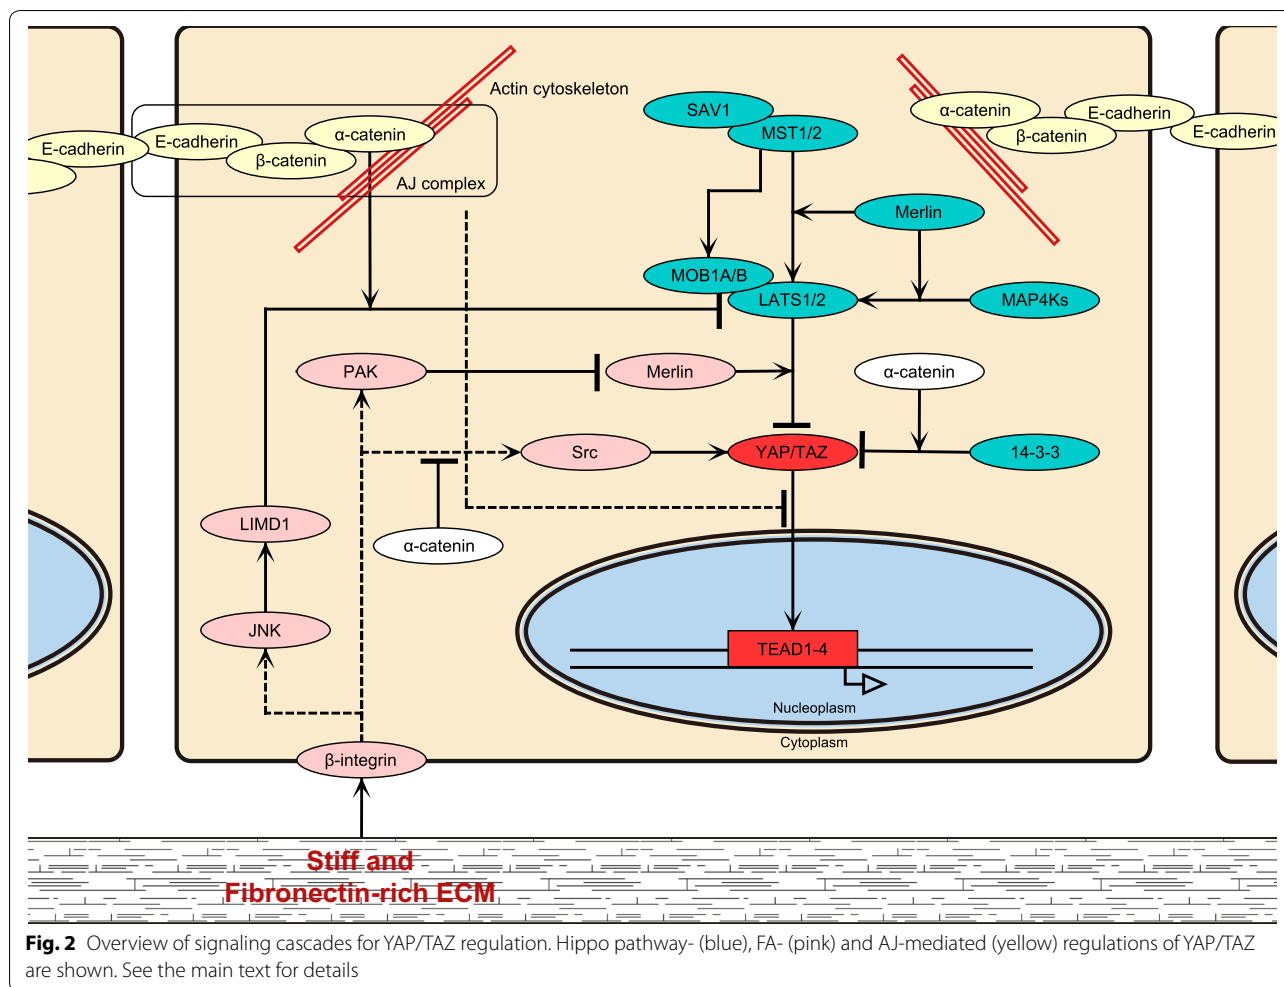 Actin cytoskeleton
E-cadherin
E-cadherin
β-catenin
α-catenin
AJ complex
SAV1
MST1/2
α-catenin
β-catenin
E-cadherin
E-cadherin
Merlin
MOB1A/B
LATS1/2
MAP4Ks
PAK
Merlin
α-catenin
Src
YAP/TAZ
14-3-3
LIMD1
α-catenin
JNK
TEAD1-4
Nucleoplasm
Cytoplasm
β-integrin
Stiff and
Fibronectin-rich ECM
Fig. 2 Overview of signaling cascades for YAP/TAZ regulation. Hippo pathway- (blue), FA- (pink) and AJ-mediated (yellow) regulations of YAP/TAZ
are shown. See the main text for details